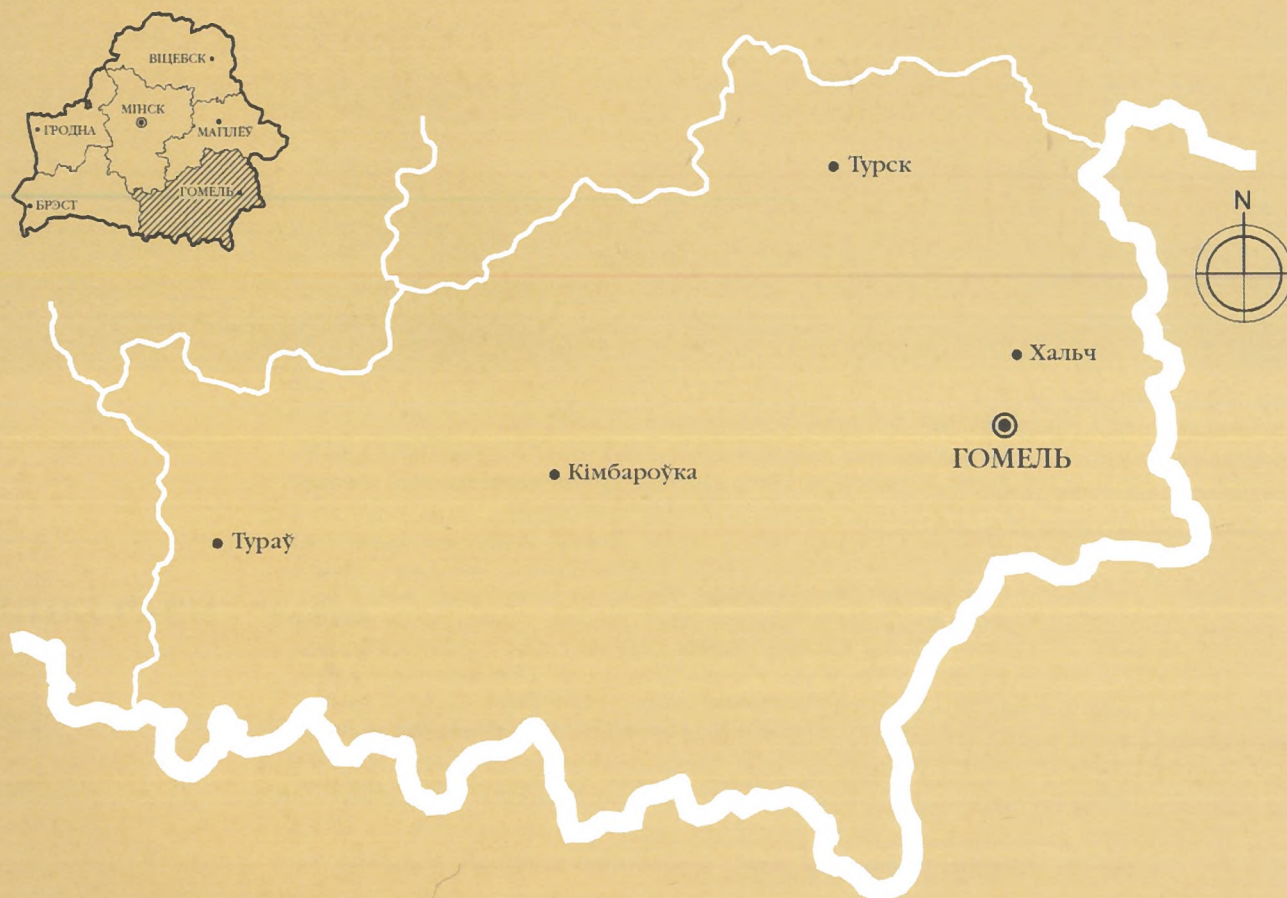 ВІЦЕБСК
МІНСК
ГРОДНА
МАГІЛЁЎ
ГОМЕЛЬ
БРЭСТ
Турск
N
Хальч
ГОМЕЛЬ
Кімбароўка
Тураў